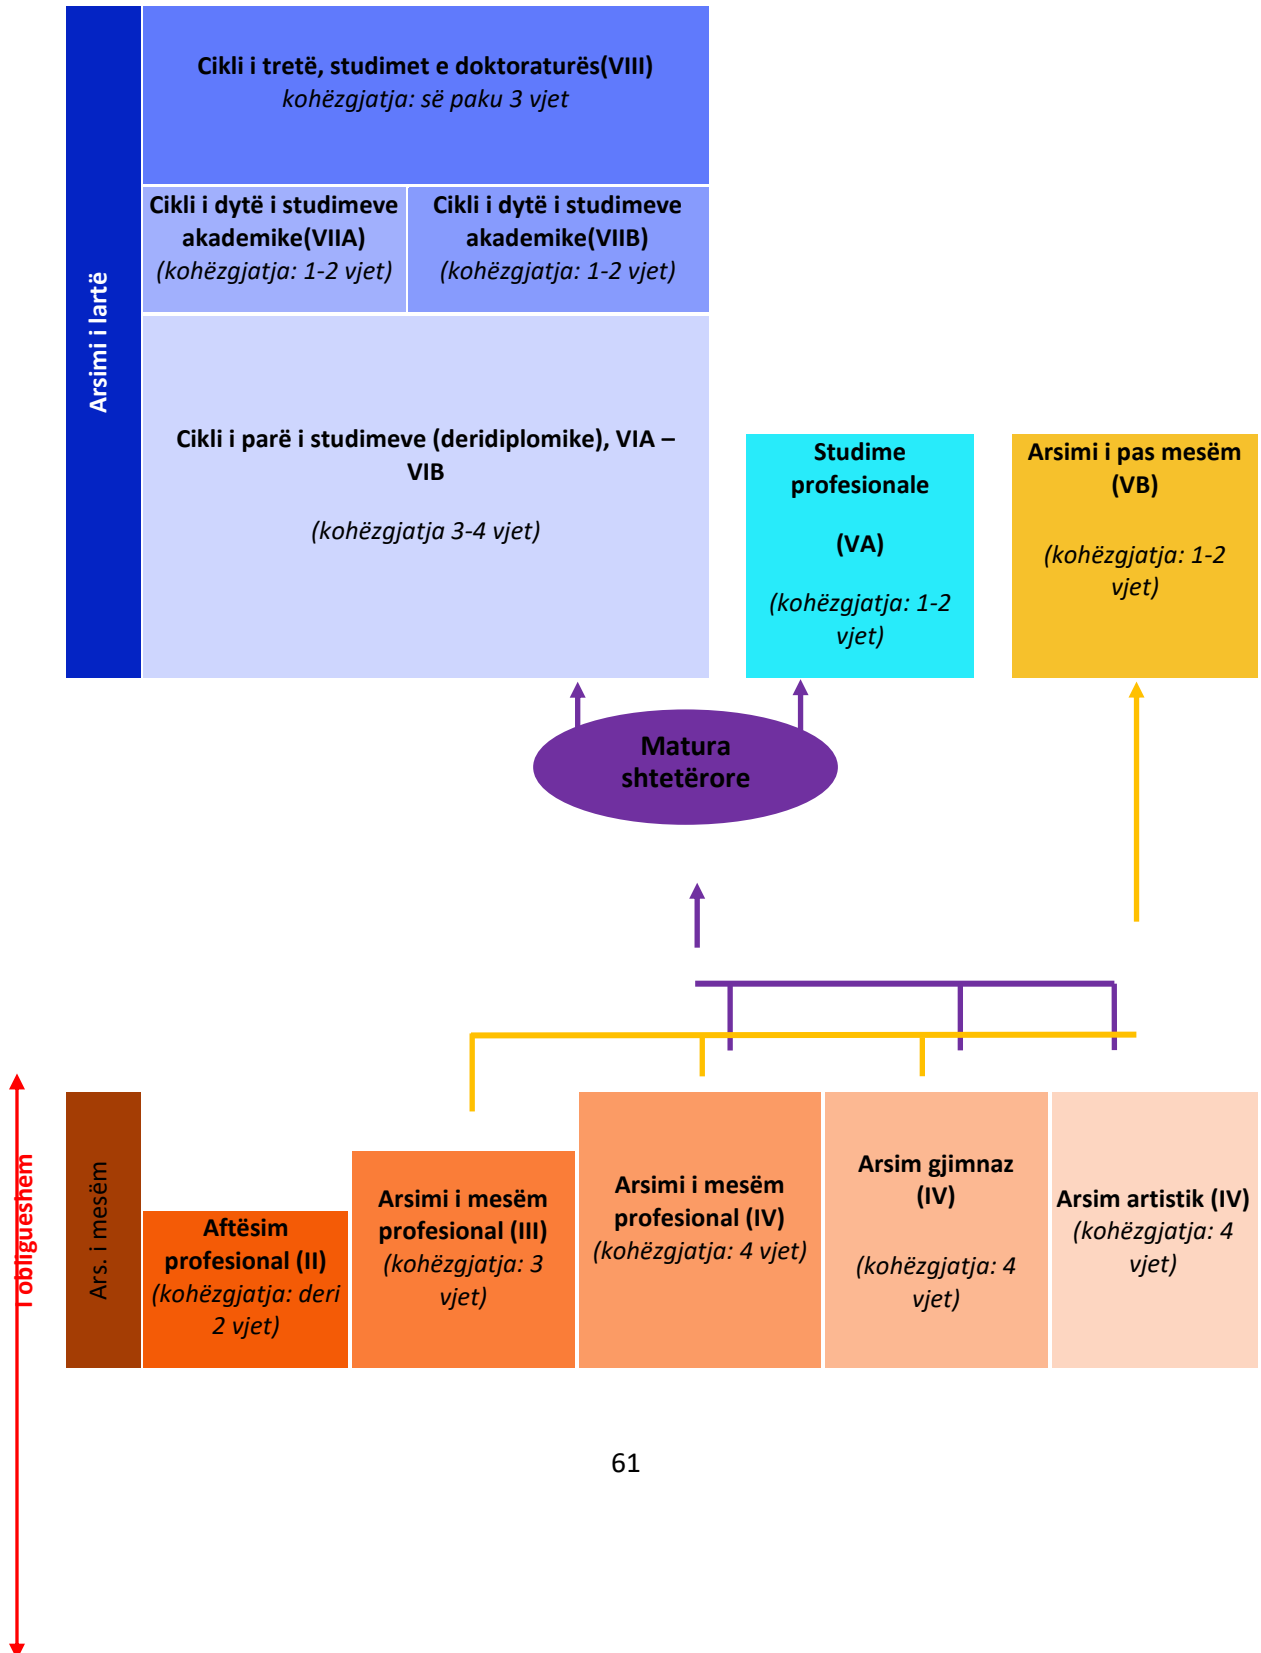 Arsimi i lartë
Cikli i tretë, studimet e doktoraturës(VIII)
kohëzgjatja: së paku 3 vjet
Cikli i dytë i studimeve
akademike(VIIA)
(kohëzgjatja: 1-2 vjet)
Cikli i dytë i studimeve
akademike(VIIB)
(kohëzgjatja: 1-2 vjet)
Cikli i parë i studimeve (deridiplomike), VIA –
VIB
(kohëzgjatja 3-4 vjet)
Studime
profesionale
(VA)
(kohëzgjatja: 1-2
vjet)
Arsimi i pas mesëm
(VB)
(kohëzgjatja: 1-2
vjet)
Matura
shtetërore
I obligueshem
Ars. i mesëm
Aftësim
profesional (II)
(kohëzgjatja: deri
2 vjet)
Arsimi i mesëm
profesional (III)
(kohëzgjatja: 3
vjet)
Arsimi i mesëm
profesional (IV)
(kohëzgjatja: 4 vjet)
Arsim gjimnaz
(IV)
(kohëzgjatja: 4
vjet)
Arsim artistik (IV)
(kohëzgjatja: 4
vjet)
61